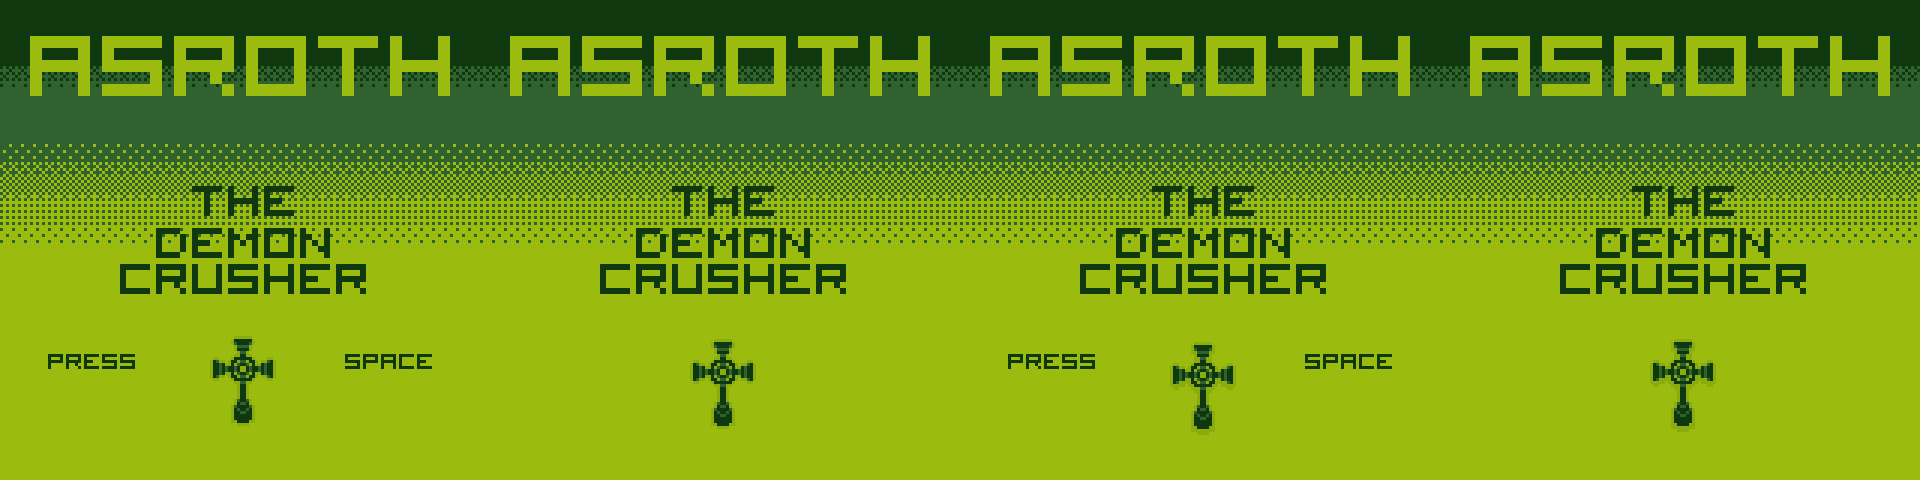 ASROTH ASROTH ASROTH ASROTH
THE THE THE THE
DEMON DEMON DEMON DEMON
CRUSHER CRUSHER CRUSHER CRUSHER
PRESS SPACE PRESS SPACE